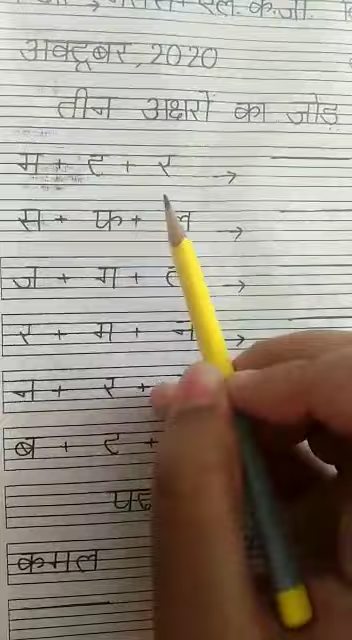 एल. के.जी.
अक्टूबर, 2020
तीन अक्षरों का जोड़
म + ट + र →
स + फ + ल →
ज + ग + →
र + म + न →
न + र +
ब + ट +
कमल